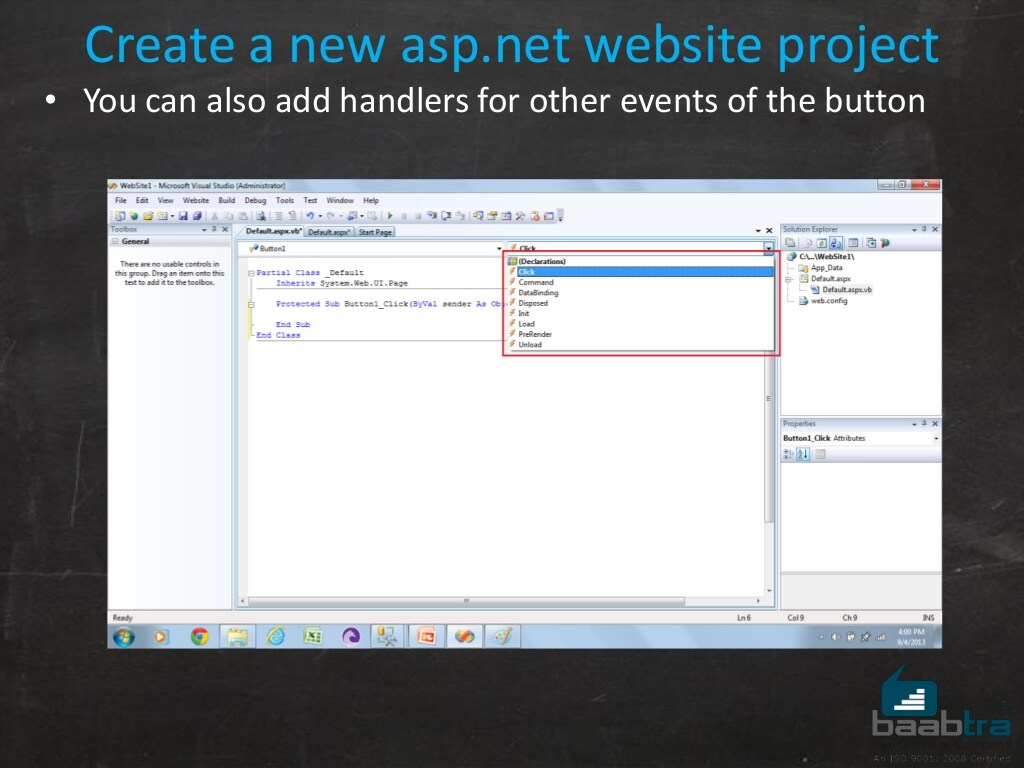 Create a new asp.net website project
• You can also add handlers for other events of the button
WebSite1 - Microsoft Visual Studio (Administrator)
File Edit View Website Build Debug Tools Test Window Help
Toolbox
General
There are no usable controls in
this group. Drag an item onto this
text to add it to the toolbox.
Default.aspx.vb* Default.aspx* Start Page
Button1
Click
Partial Class _Default
Inherits System.Web.UI.Page
Protected Sub Button1_Click(ByVal sender As Ob
End Sub
End Class
(Declarations)
Click
Command
DataBinding
Disposed
Init
Load
PreRender
Unload
Solution Explorer
C:\...\WebSite1\
App_Data
Default.aspx
Default.aspx.vb
web.config
Properties
Button1_Click Attributes
Ready
Ln 6 Col 9 Ch 9 INS
4:00 PM
9/4/2013
baabtra
An ISO 9001: 2008 Certified